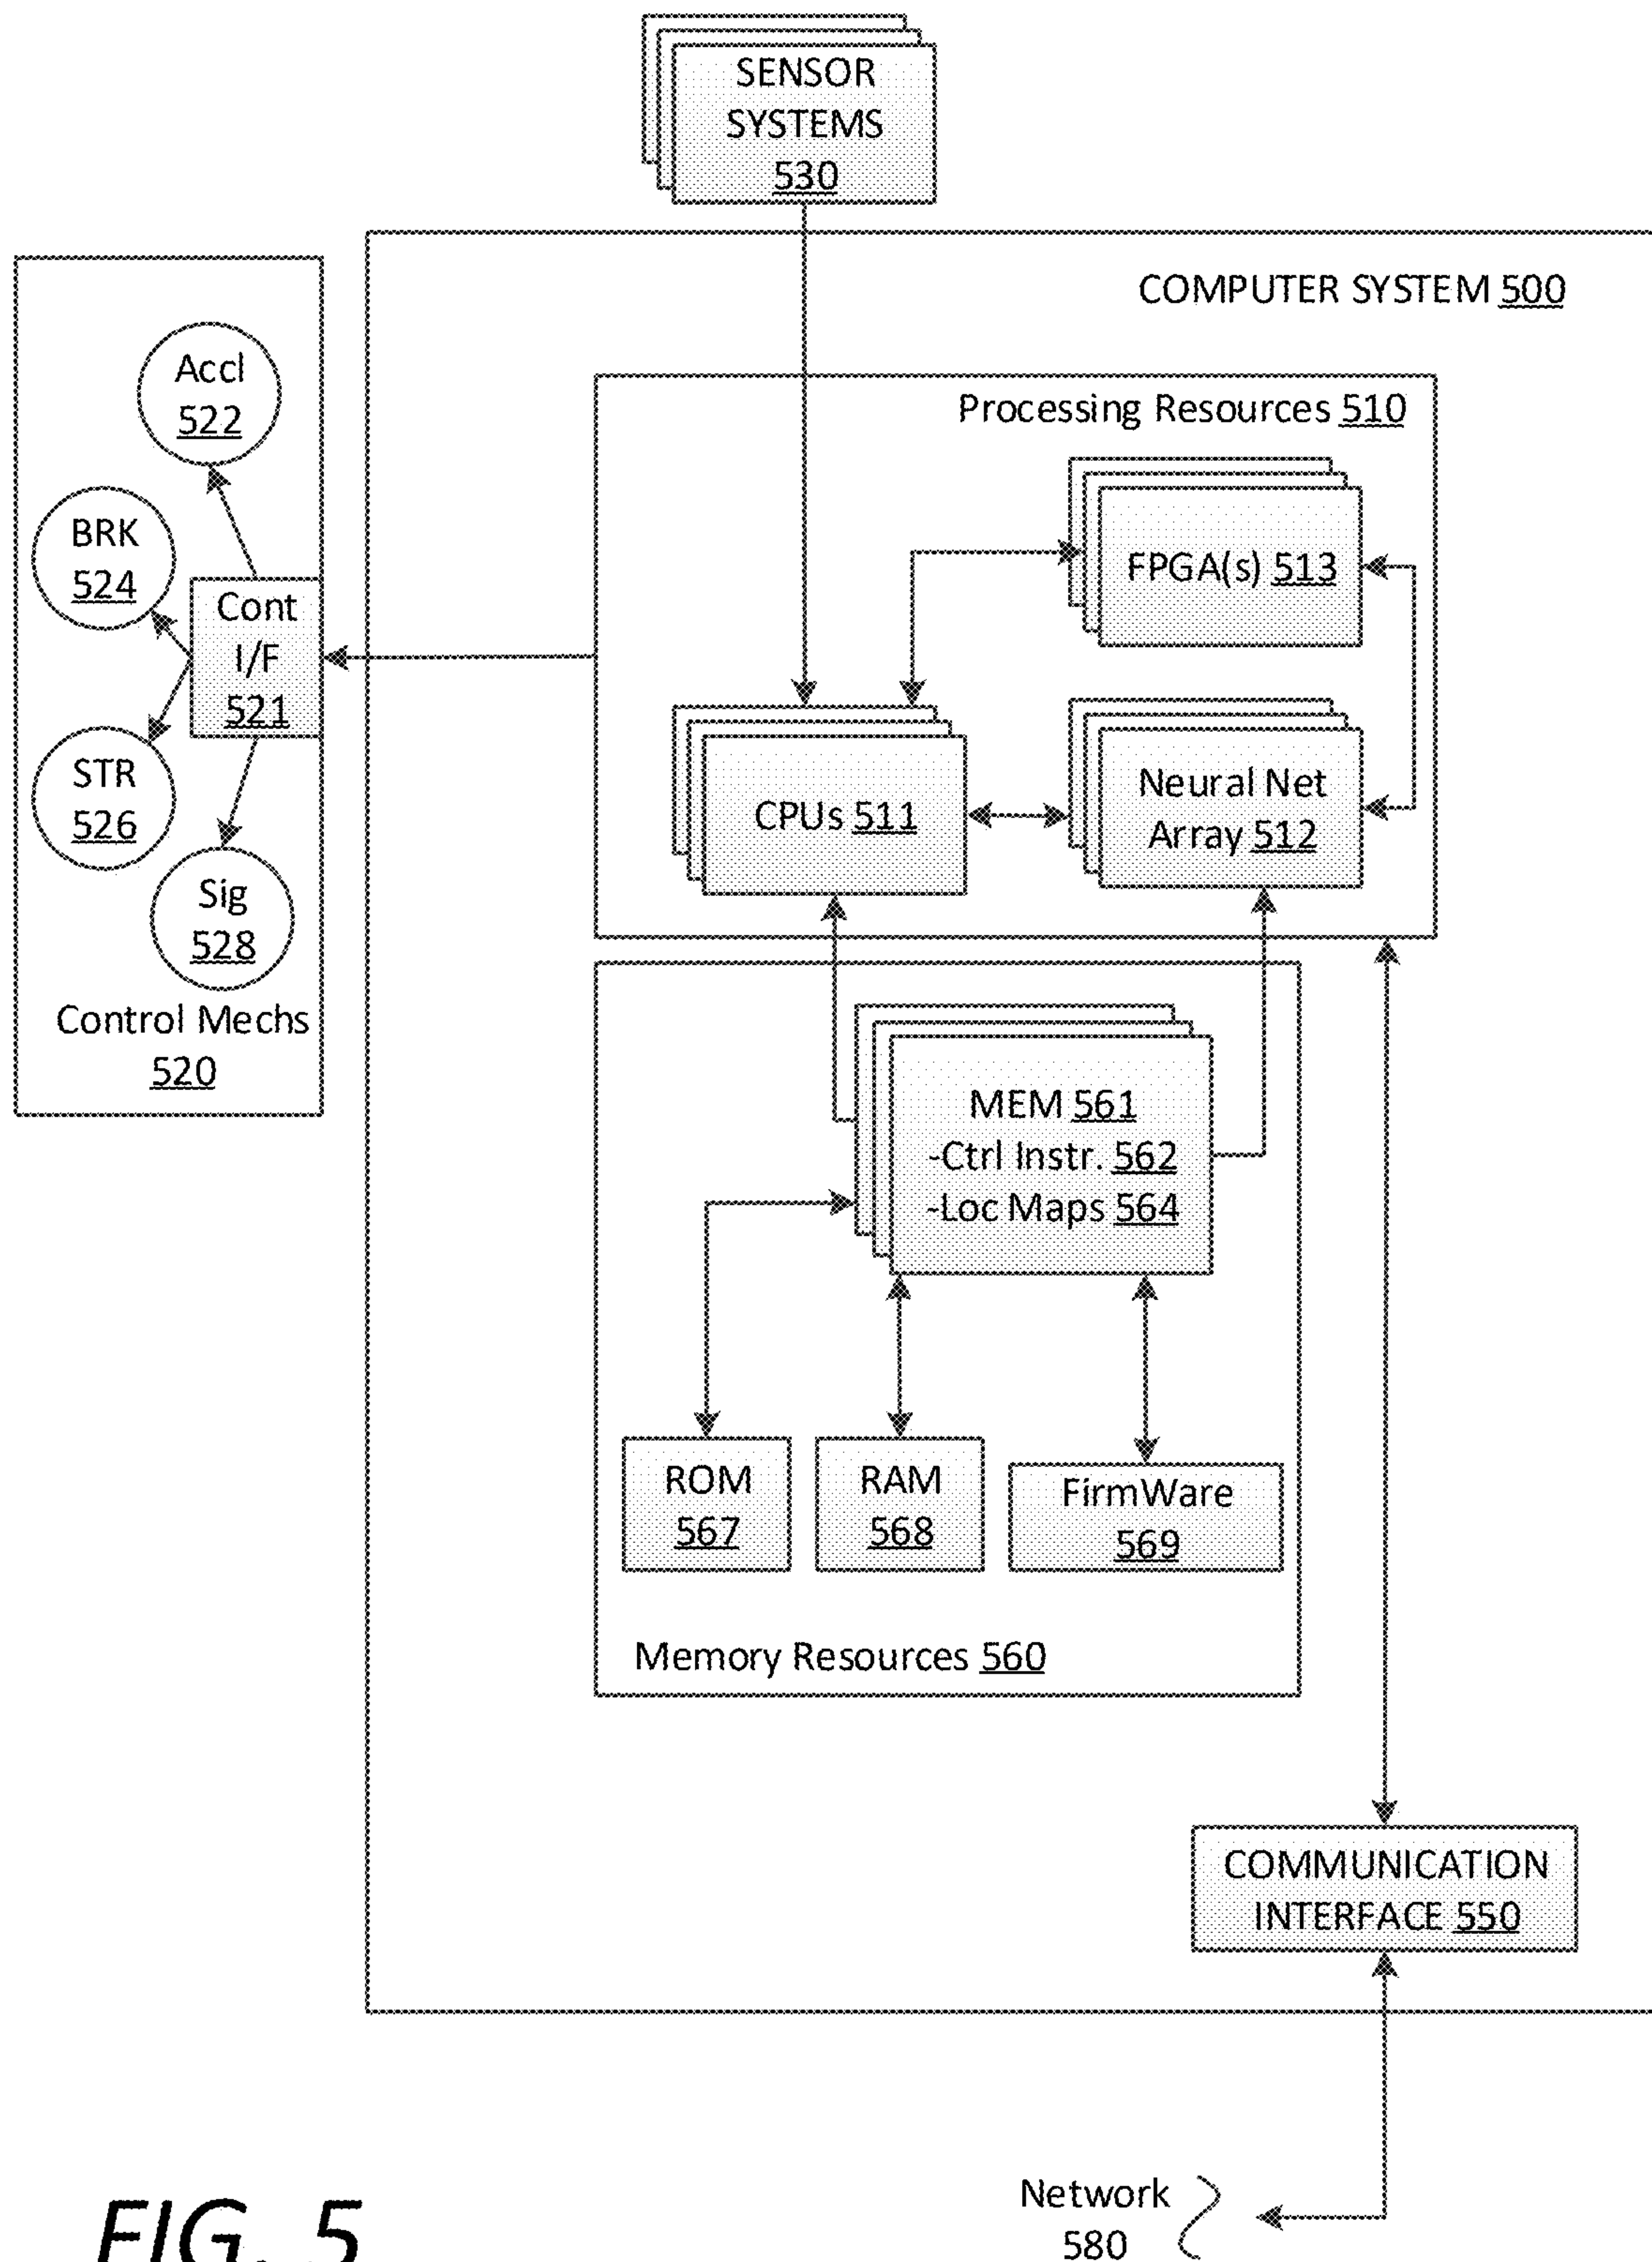 SENSOR
SYSTEMS
530
COMPUTER SYSTEM 500
Processing Resources 510
Accl
522
BRK
524
Cont
I/F
521
STR
526
Sig
528
Control Mechs
520
FPGA(s) 513
CPUs 511
Neural Net
Array 512
MEM 561
-Ctrl Instr. 562
-Loc Maps 564
ROM
567
RAM
568
FirmWare
569
Memory Resources 560
COMMUNICATION
INTERFACE 550
Network
580
FIG. 5